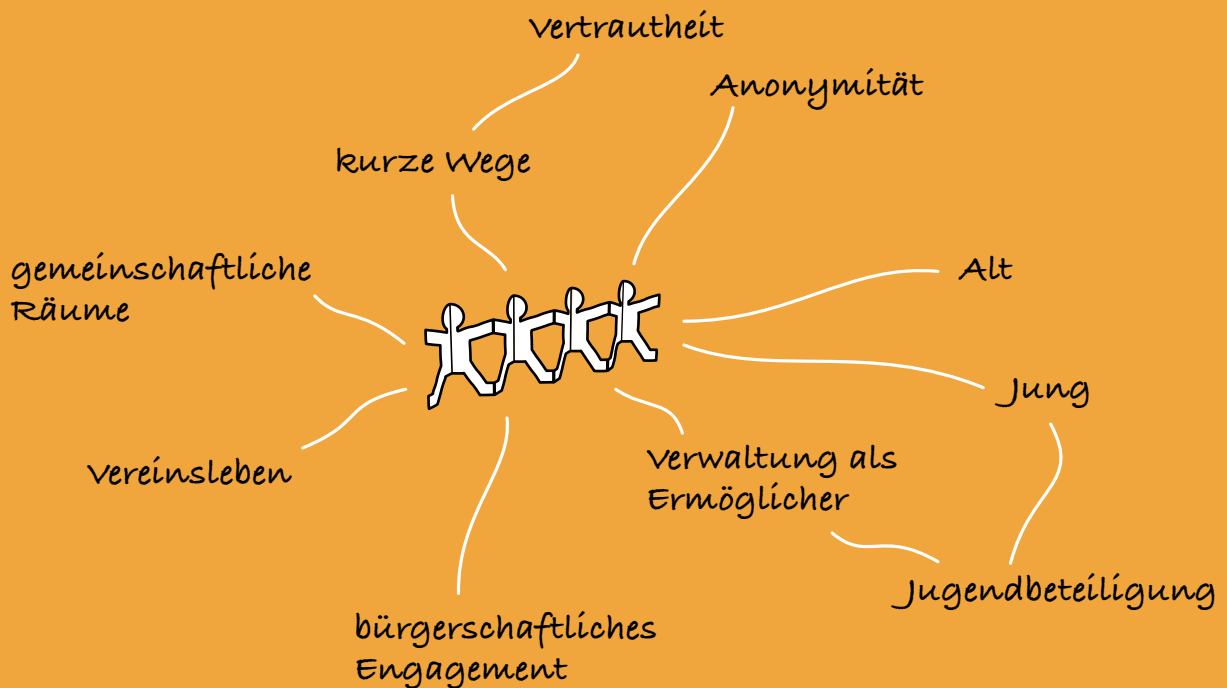 Vertrautheit
Anonymität
kurze Wege
gemeinschaftliche
Räume
Alt
Jung
Vereinsleben
Verwaltung als
Ermöglicher
Jugendbeteiligung
bürgerschaftliches
Engagement